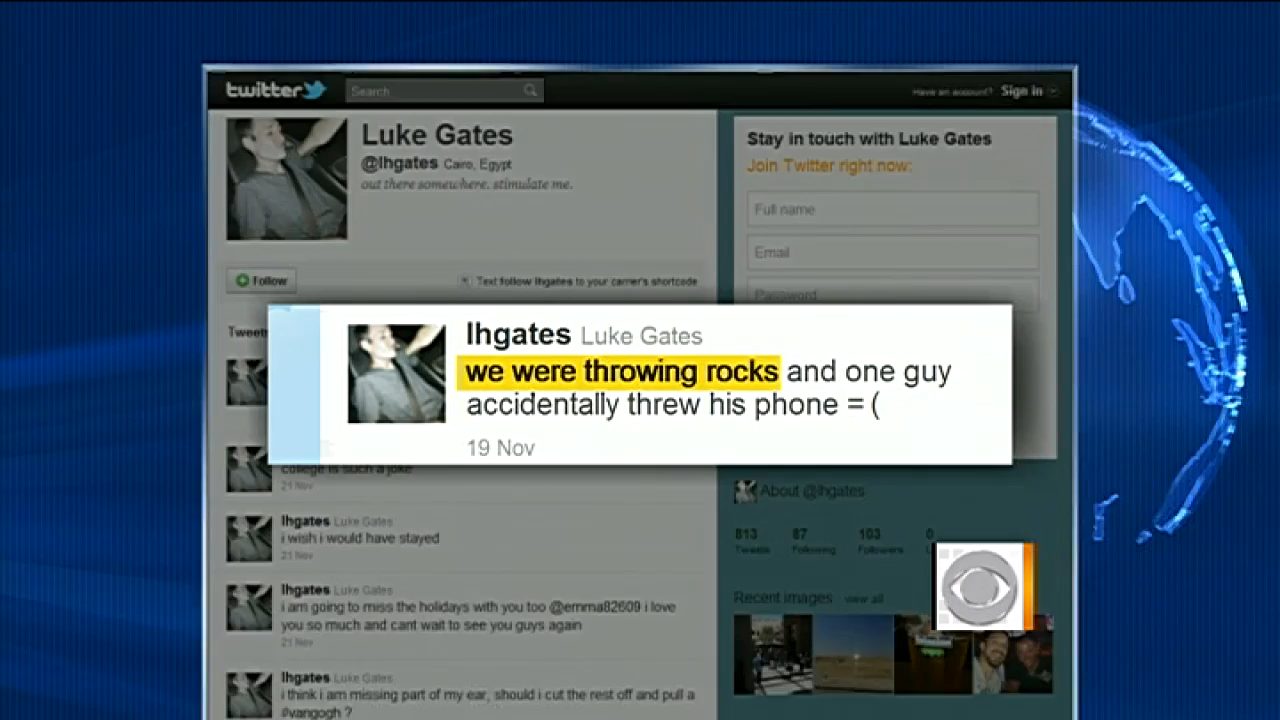 twitter
Search
Have an account? Sign in
Luke Gates
@lhgates Cairo, Egypt
out there somewhere. stimulate me.
Follow
Text follow lhgates to your carrier's shortcode
Stay in touch with Luke Gates
Join Twitter right now:
Full name
Email
Password
Tweets
lhgates Luke Gates
we were throwing rocks and one guy
accidentally threw his phone = (
19 Nov
college is such a joke
21 Nov
lhgates Luke Gates
i wish i would have stayed
21 Nov
lhgates Luke Gates
i am going to miss the holidays with you too @emma82609 i love
you so much and cant wait to see you guys again
21 Nov
lhgates Luke Gates
i think i am missing part of my ear, should i cut the rest off and pull a
#vangogh ?
About @lhgates
813 87 103 0
Tweets Following Followers
Recent images view all